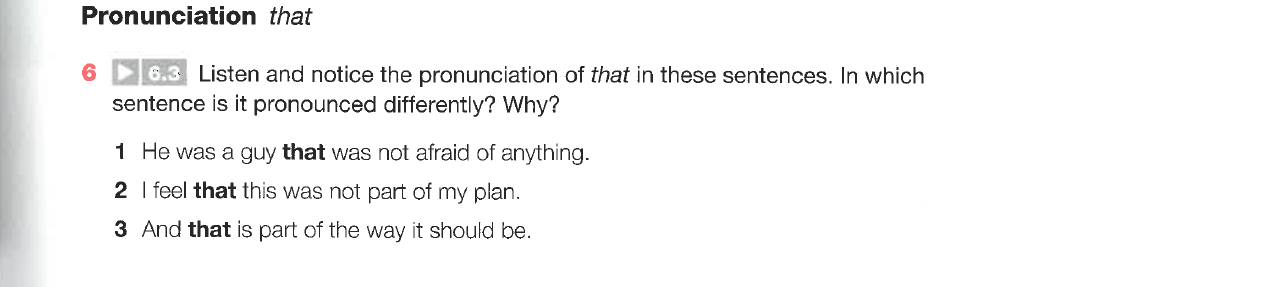 Pronunciation that
6 6.3 Listen and notice the pronunciation of that in these sentences. In which
sentence is it pronounced differently? Why?
1 He was a guy that was not afraid of anything.
2 I feel that this was not part of my plan.
3 And that is part of the way it should be.